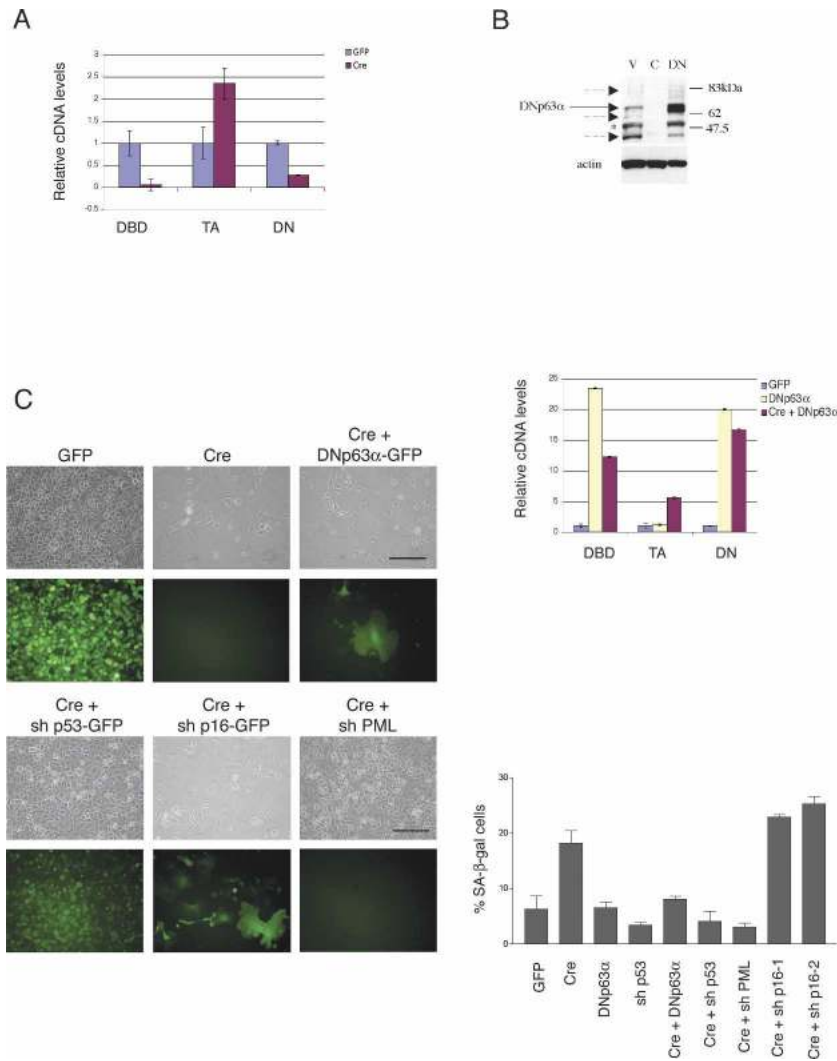 A
3
2.5
2
1.5
1
0.5
0
-0.5
Relative cDNA levels
GFP
Cre
DBD TA DN
B
V C DN
83kDa
DNp63α
62
*
47.5
actin
25
20
15
10
5
0
Relative cDNA levels
GFP
DNp63α
Cre + DNp63α
DBD TA DN
C
GFP
Cre
Cre +
DNp63α-GFP
Cre +
sh p53-GFP
Cre +
sh p16-GFP
Cre +
sh PML
30
20
10
0
% SA-β-gal cells
GFP
Cre
DNp63α
sh p53
Cre + DNp63α
Cre + sh p53
Cre + sh PML
Cre + sh p16-1
Cre + sh p16-2